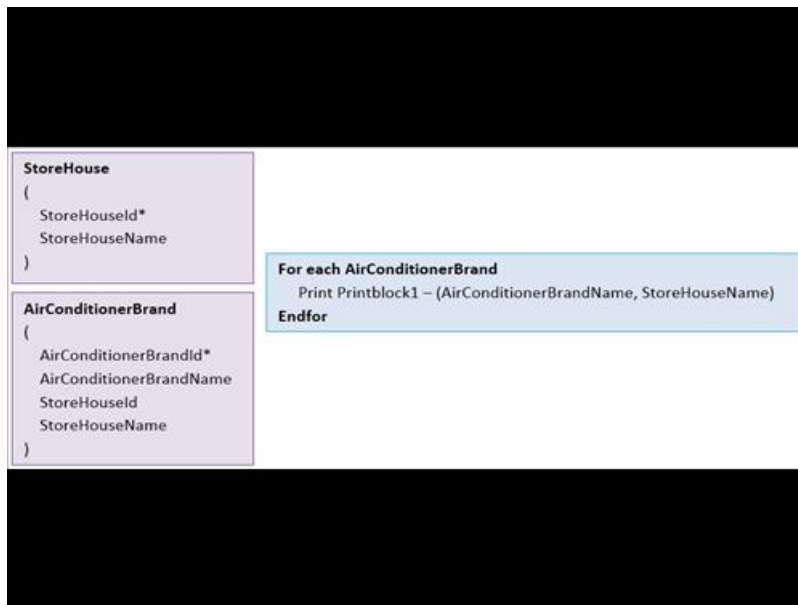 StoreHouse
(
StoreHouseId*
StoreHouseName
)
AirConditionerBrand
(
AirConditionerBrandId*
AirConditionerBrandName
StoreHouseId
StoreHouseName
)
For each AirConditionerBrand
Print Printblock1 – (AirConditionerBrandName, StoreHouseName)
Endfor